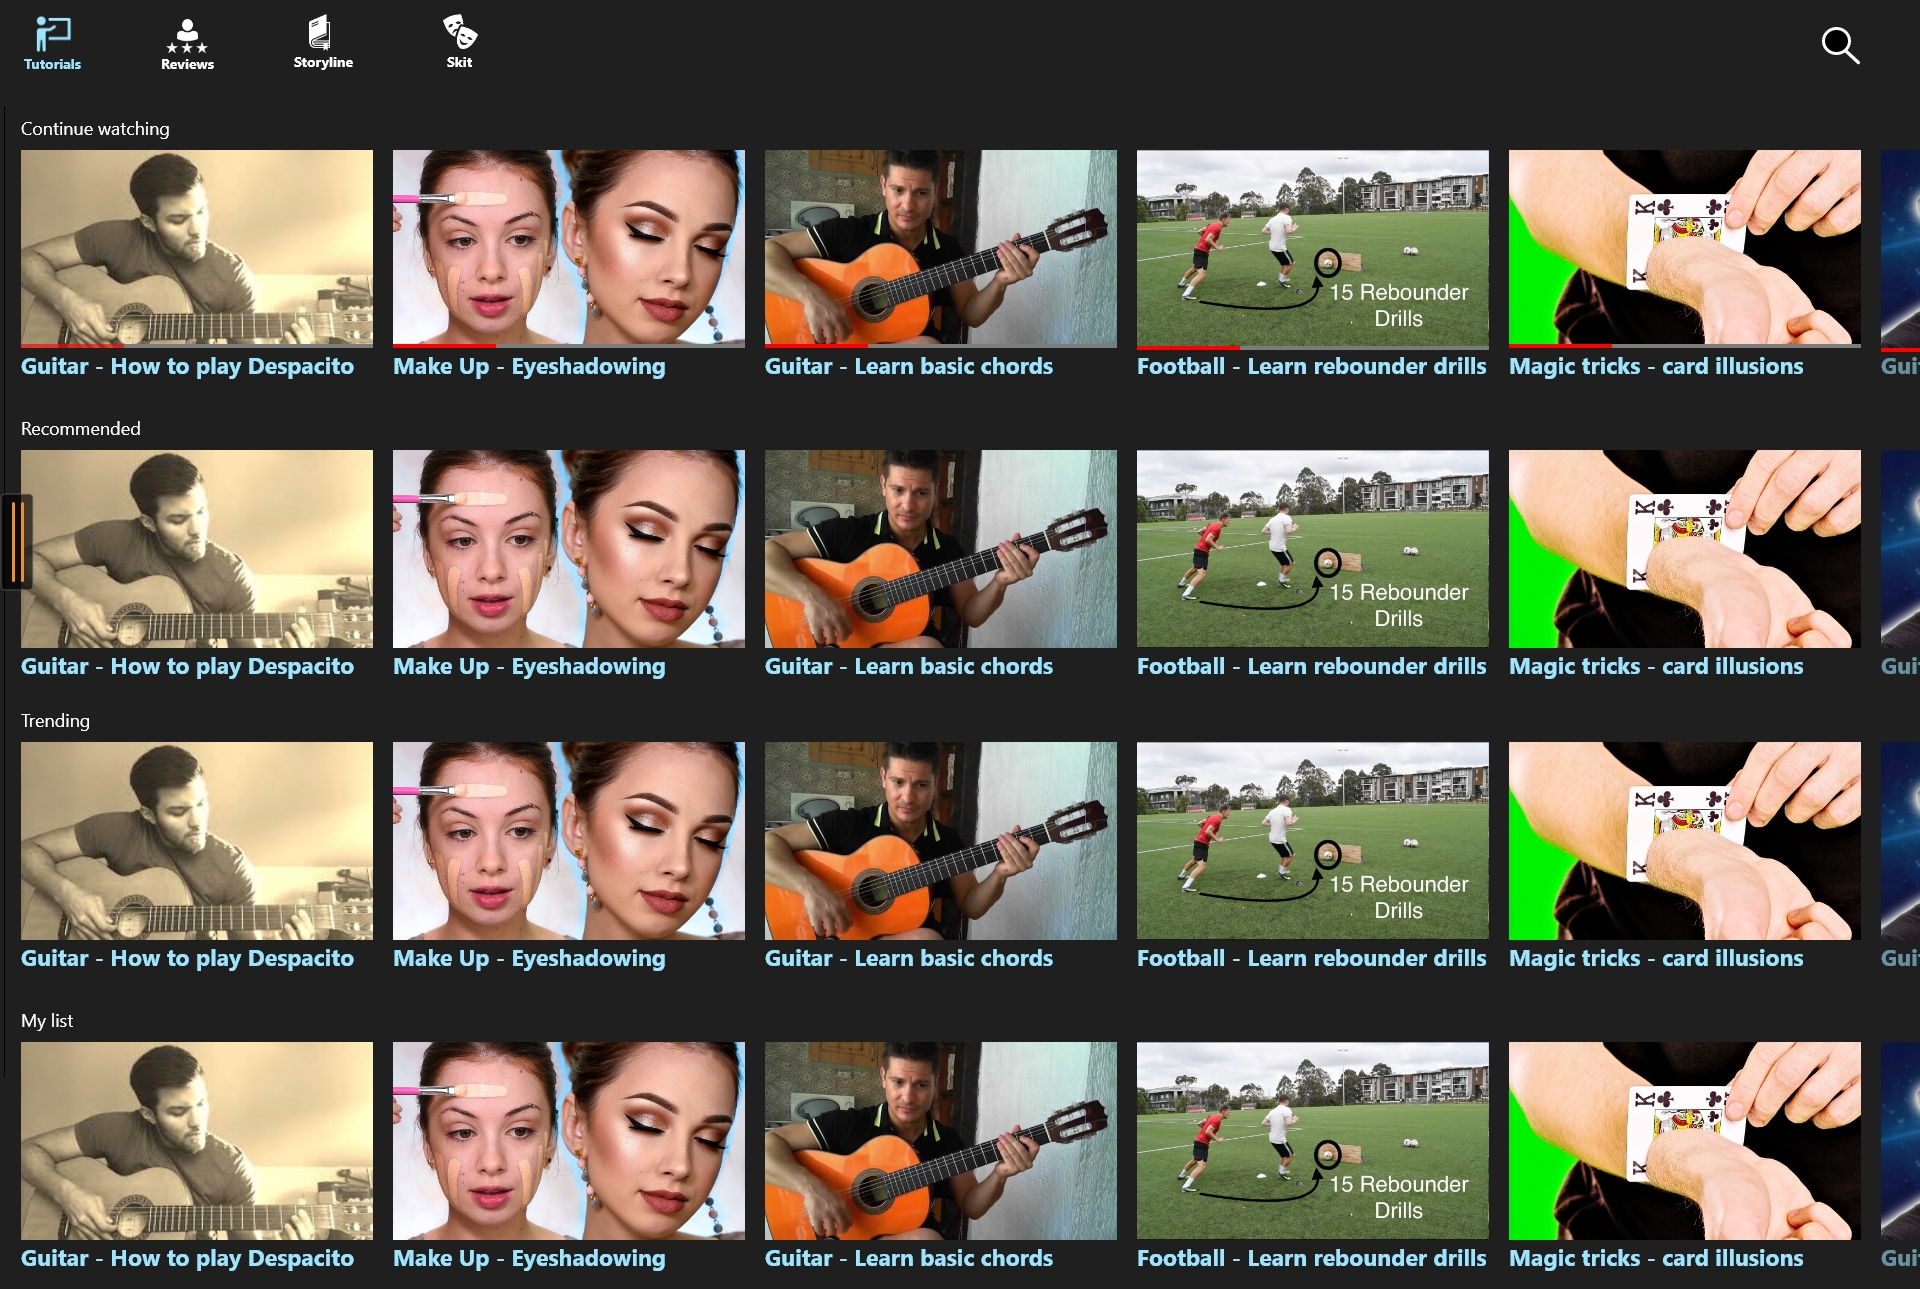 Tutorials
Reviews
Storyline
Skit
Continue watching
15 Rebounder
Drills
K
K
Guitar - How to play Despacito
Make Up - Eyeshadowing
Guitar - Learn basic chords
Football - Learn rebounder drills
Magic tricks - card illusions
Gui
Recommended
15 Rebounder
Drills
K
K
Guitar - How to play Despacito
Make Up - Eyeshadowing
Guitar - Learn basic chords
Football - Learn rebounder drills
Magic tricks - card illusions
Gui
Trending
15 Rebounder
Drills
K
K
Guitar - How to play Despacito
Make Up - Eyeshadowing
Guitar - Learn basic chords
Football - Learn rebounder drills
Magic tricks - card illusions
Gui
My list
15 Rebounder
Drills
K
K
Guitar - How to play Despacito
Make Up - Eyeshadowing
Guitar - Learn basic chords
Football - Learn rebounder drills
Magic tricks - card illusions
Gui